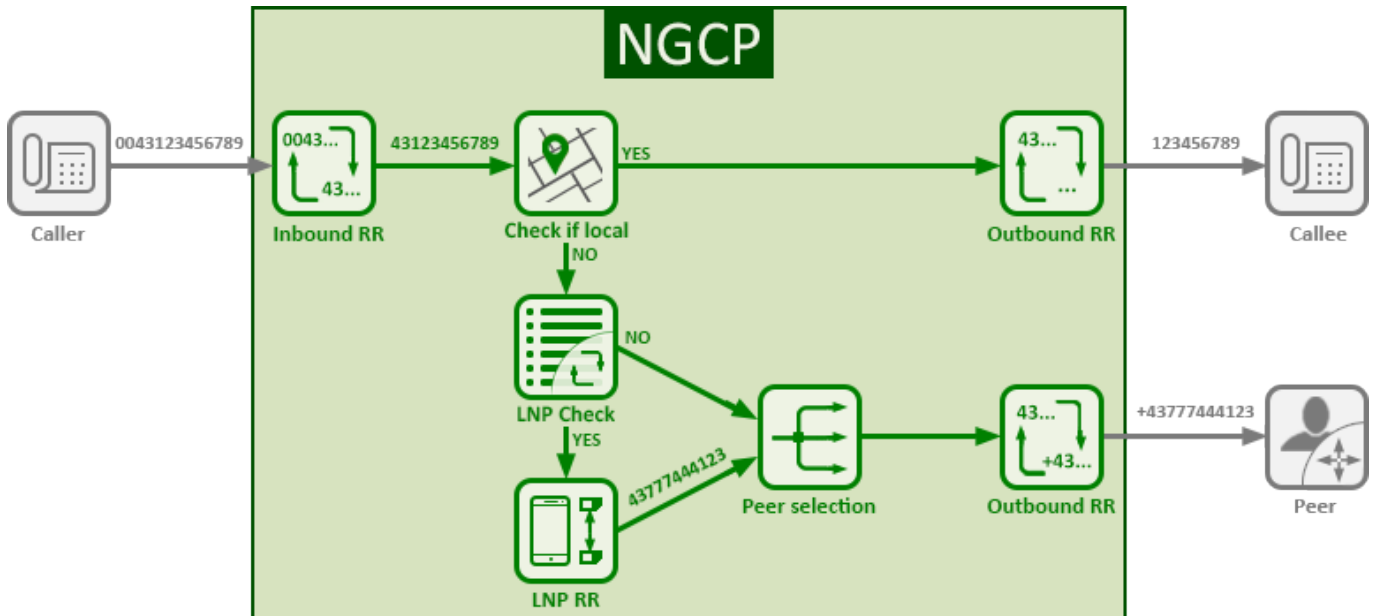 NGCP
0043123456789
0043...
43...
43123456789
YES
43...
...
123456789
Caller
Inbound RR
Check if local
Outbound RR
Callee
NO
NO
LNP Check
YES
43777444123
Peer selection
43...
+43...
Outbound RR
+43777444123
Peer
LNP RR